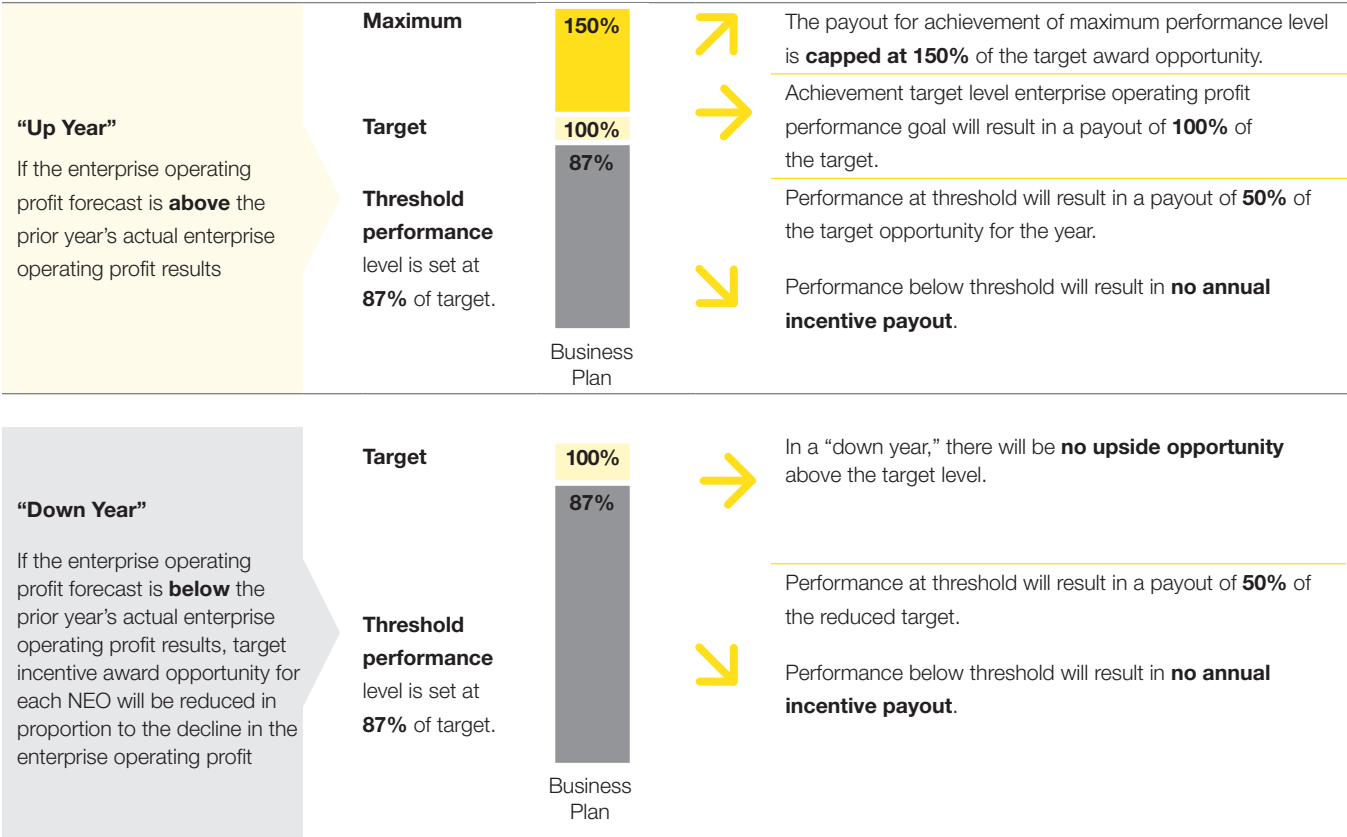 “Up Year”
If the enterprise operating
profit forecast is above the
prior year’s actual enterprise
operating profit results
Maximum
Target
Threshold
performance
level is set at
87% of target.
150%
100%
87%
Business
Plan
The payout for achievement of maximum performance level
is capped at 150% of the target award opportunity.
Achievement target level enterprise operating profit
performance goal will result in a payout of 100% of
the target.
Performance at threshold will result in a payout of 50% of
the target opportunity for the year.
Performance below threshold will result in no annual
incentive payout.
“Down Year”
If the enterprise operating
profit forecast is below the
prior year’s actual enterprise
operating profit results, target
incentive award opportunity for
each NEO will be reduced in
proportion to the decline in the
enterprise operating profit
Target
Threshold
performance
level is set at
87% of target.
100%
87%
Business
Plan
In a “down year,” there will be no upside opportunity
above the target level.
Performance at threshold will result in a payout of 50% of
the reduced target.
Performance below threshold will result in no annual
incentive payout.